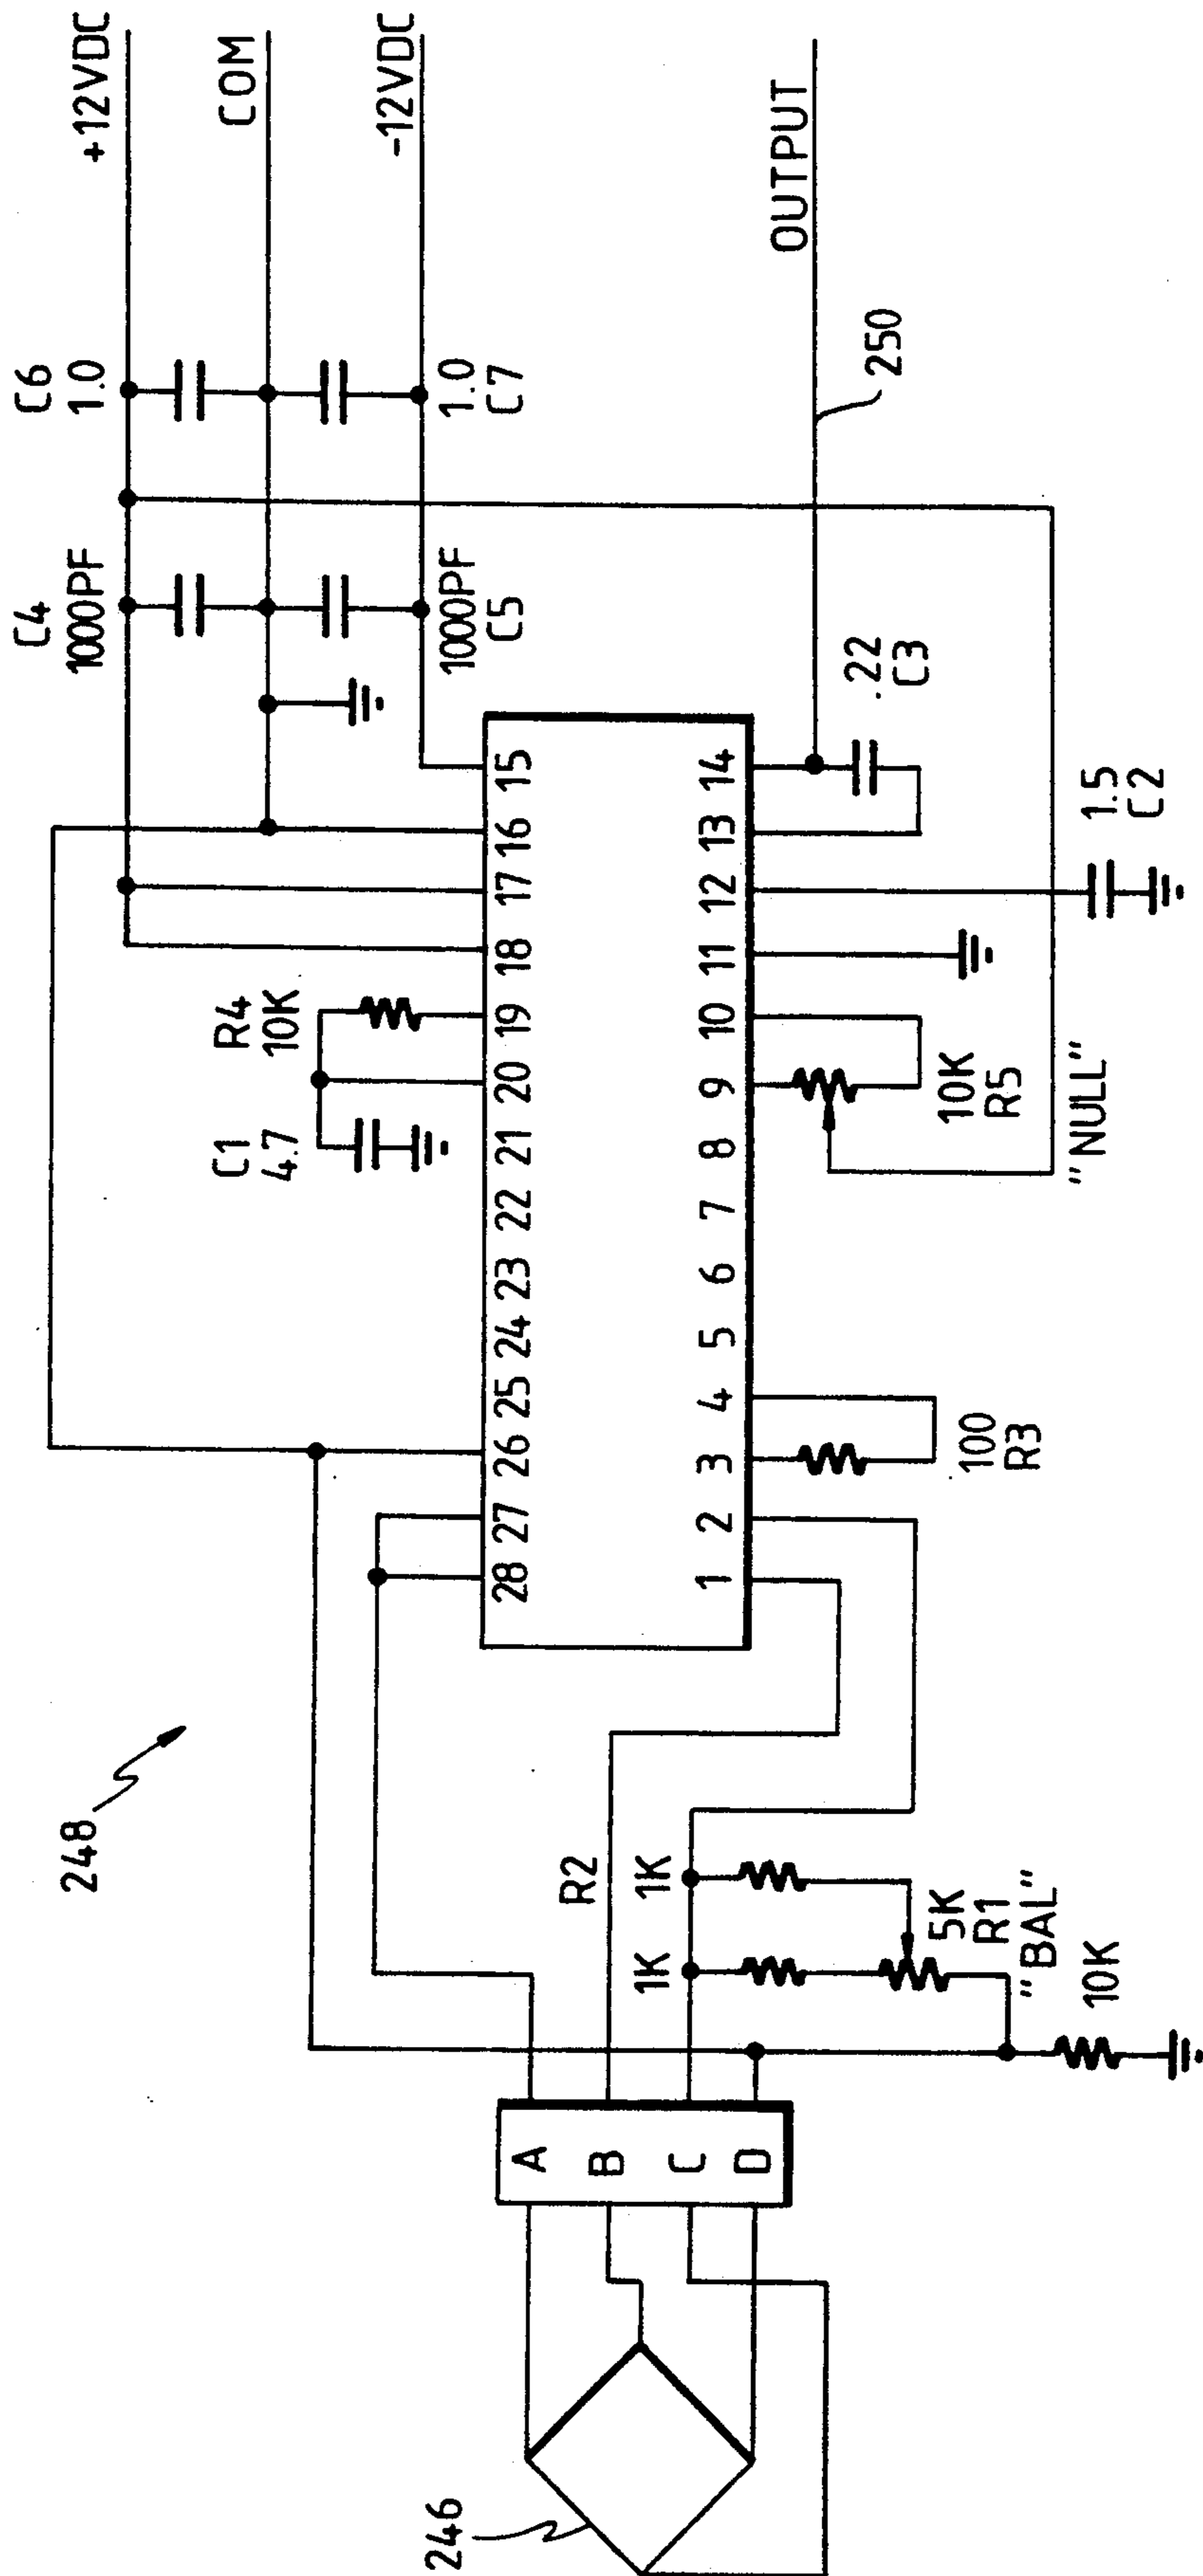 +12VDC
COM
-12VDC
C6
1.0
1.0
C7
C4
1000PF
1000PF
C5
OUTPUT
250
248
R4
10K
C1
4.7
28 27 26 25 24 23 22 21 20 19 18 17 16 15
1 2 3 4 5 6 7 8 9 10 11 12 13 14
.22
C3
1.5
C2
10K
R5
"NULL"
100
R3
R2
1K
1K
5K
R1
"BAL"
10K
A
B
C
D
246